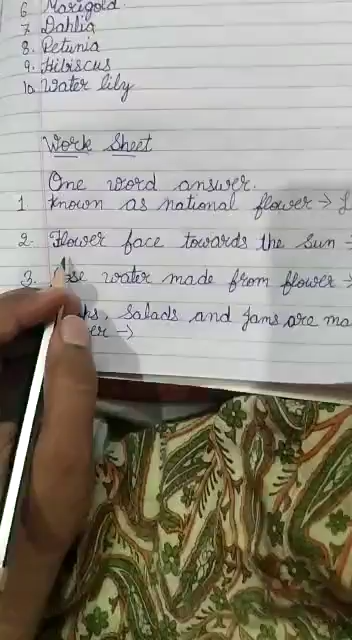 6 Marigold.
7 Dahlia
8. Petunia
9. Hibiscus
10. Water lily
Work Sheet
One word answer.
1 Known as national flower →
2. Flower face towards the sun →
3. water made from flower →
Salads and Jams are
→